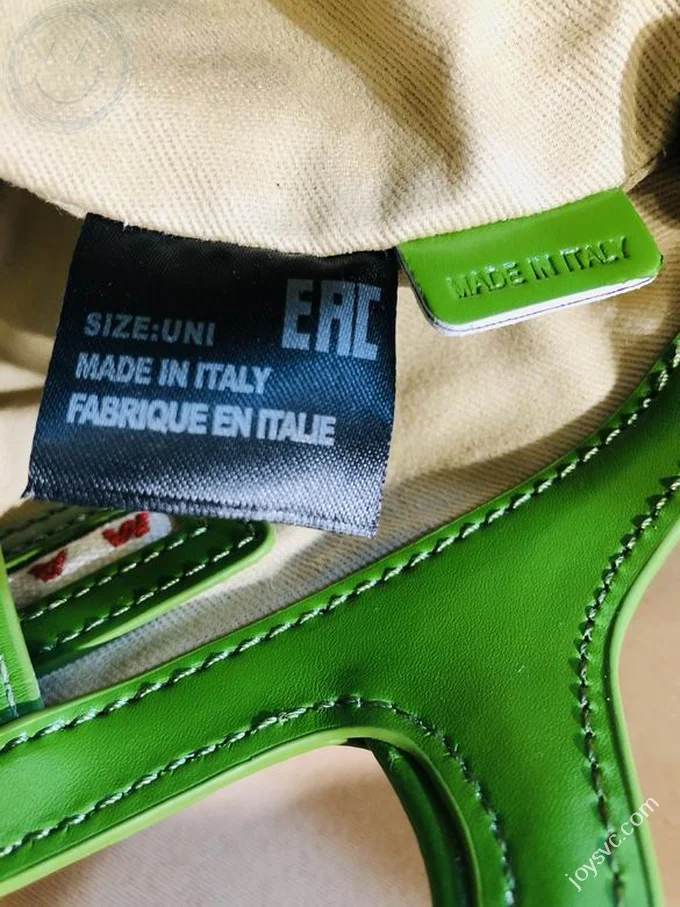 SIZE:UNI
EAC
MADE IN ITALY
FABRIQUE EN ITALIE
MADE IN ITALY
joysvc.com